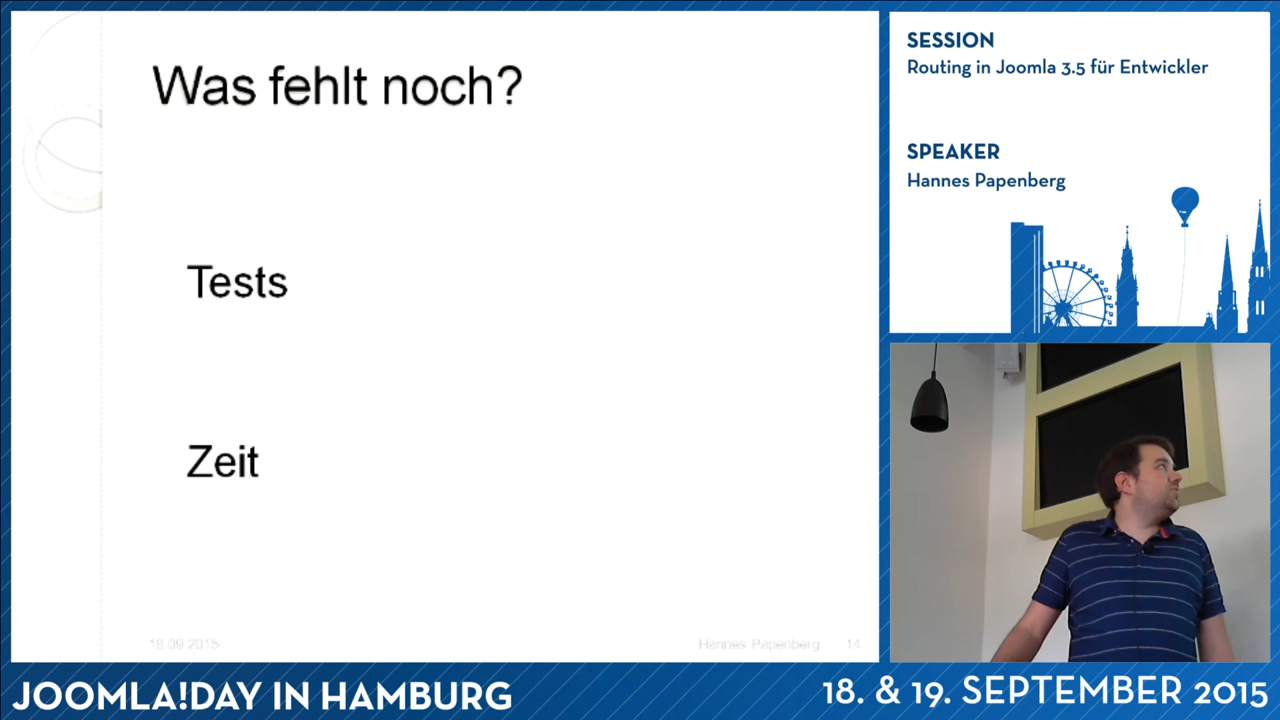 Was fehlt noch?
Tests
Zeit
18.09.2015
Hannes Papenberg
14
SESSION
Routing in Joomla 3.5 für Entwickler
SPEAKER
Hannes Papenberg
JOOMLA!DAY IN HAMBURG
18. & 19. SEPTEMBER 2015